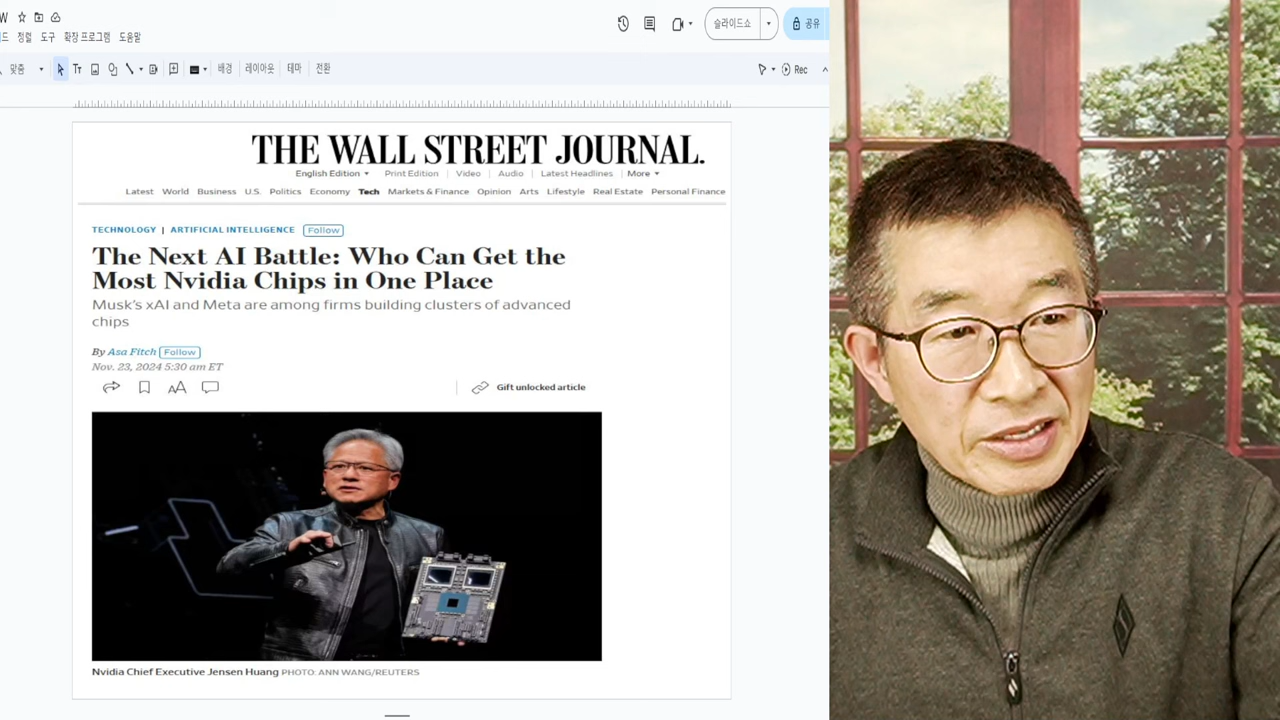 W
드 정렬 도구 확장 프로그램 도움말
슬라이드쇼
공유
맞춤
Tт
배경 레이아웃 테마 전환
Rec
THE WALL STREET JOURNAL.
English Edition Print Edition Video Audio Latest Headlines More
Latest World Business U.S. Politics Economy Tech Markets & Finance Opinion Arts Lifestyle Real Estate Personal Finance
TECHNOLOGY | ARTIFICIAL INTELLIGENCE Follow
The Next AI Battle: Who Can Get the
Most Nvidia Chips in One Place
Musk's xAI and Meta are among firms building clusters of advanced
chips
By Asa Fitch Follow
Nov. 23, 2024 5:30 am ET
AA
Gift unlocked article
Nvidia Chief Executive Jensen Huang PHOTO: ANN WANG/REUTERS